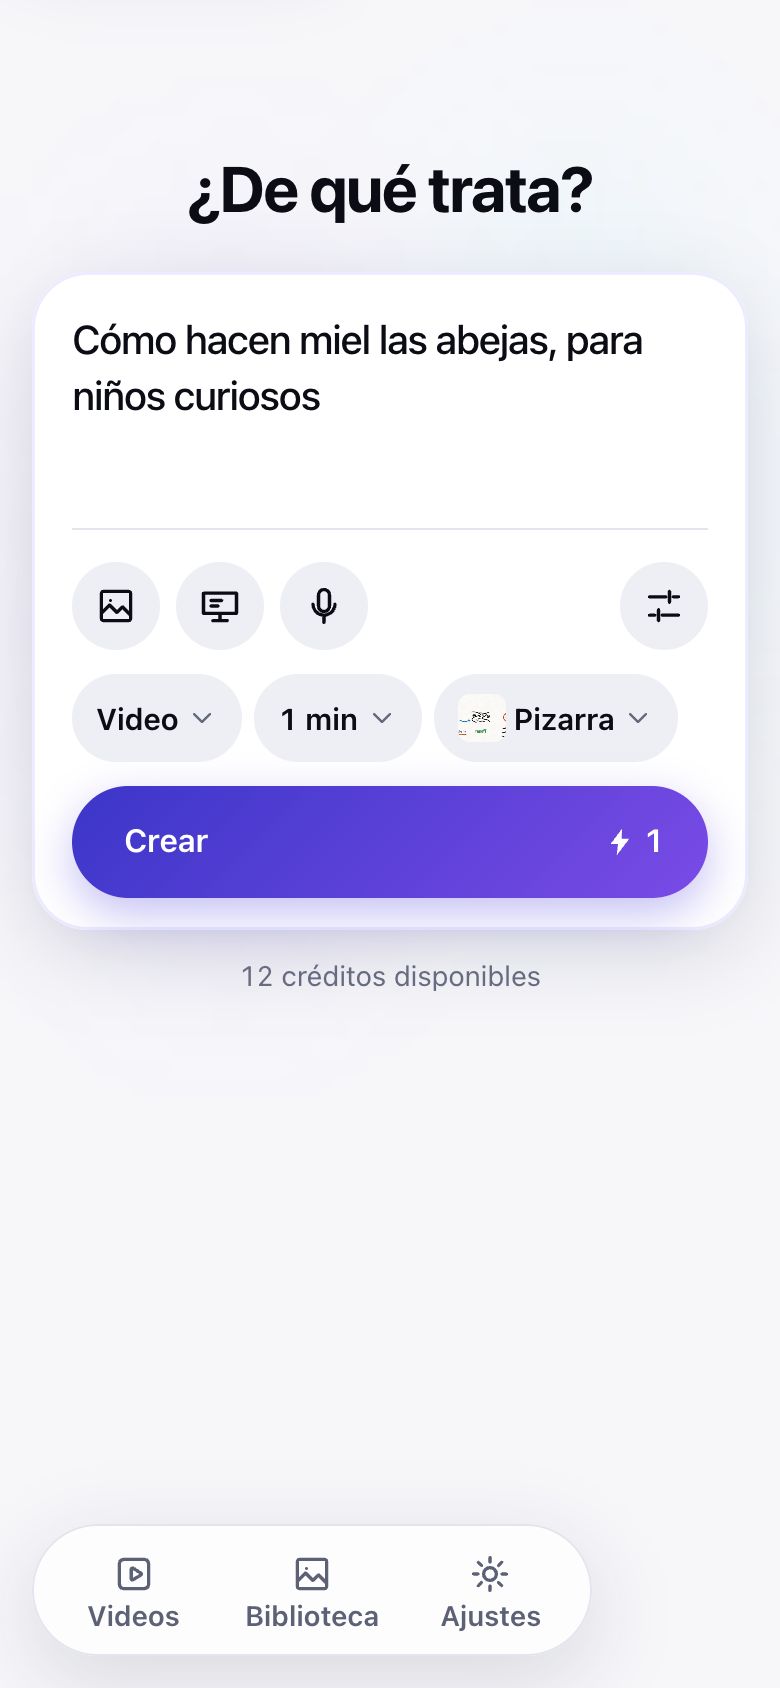 ¿De qué trata?
Cómo hacen miel las abejas, para
niños curiosos
Video
1 min
Pizarra
Crear
1
12 créditos disponibles
Videos
Biblioteca
Ajustes